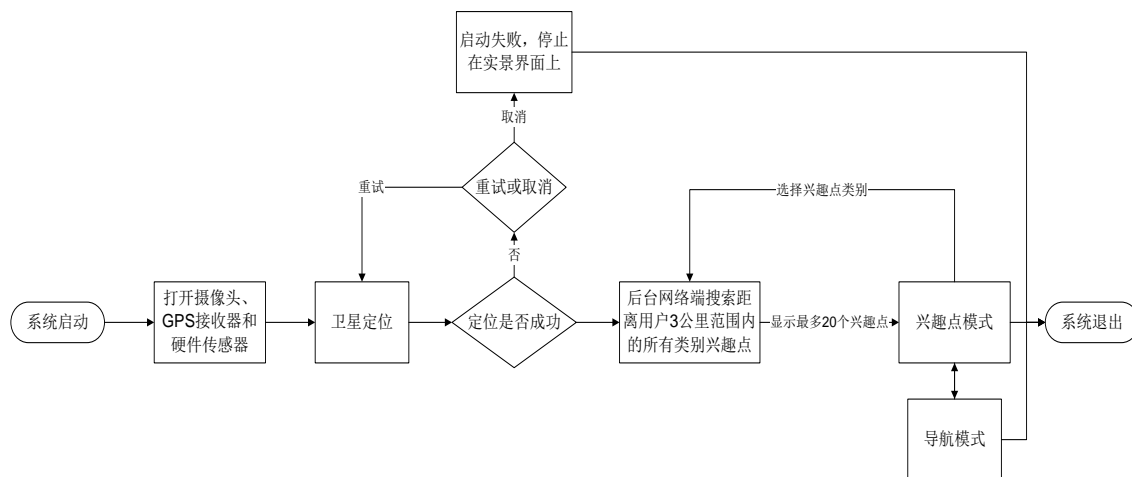 启动失败，停止
在实景界面上
取消
重试或取消
重试
选择兴趣点类别
否
系统启动
打开摄像头、
GPS接收器和
硬件传感器
卫星定位
定位是否成功
后台网络端搜索距
离用户3公里范围内
的所有类别兴趣点
显示最多20个兴趣点
兴趣点模式
系统退出
导航模式